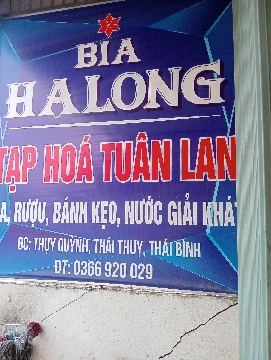 BIA
HALONG
TẠP HOÁ TUÂN LAN
A, RƯỢU, BÁNH KẸO, NƯỚC GIẢI KHÁT
ĐC: THỤY QUỲNH, THÁI THỤY, THÁI BÌNH
ĐT: 0366 920 029